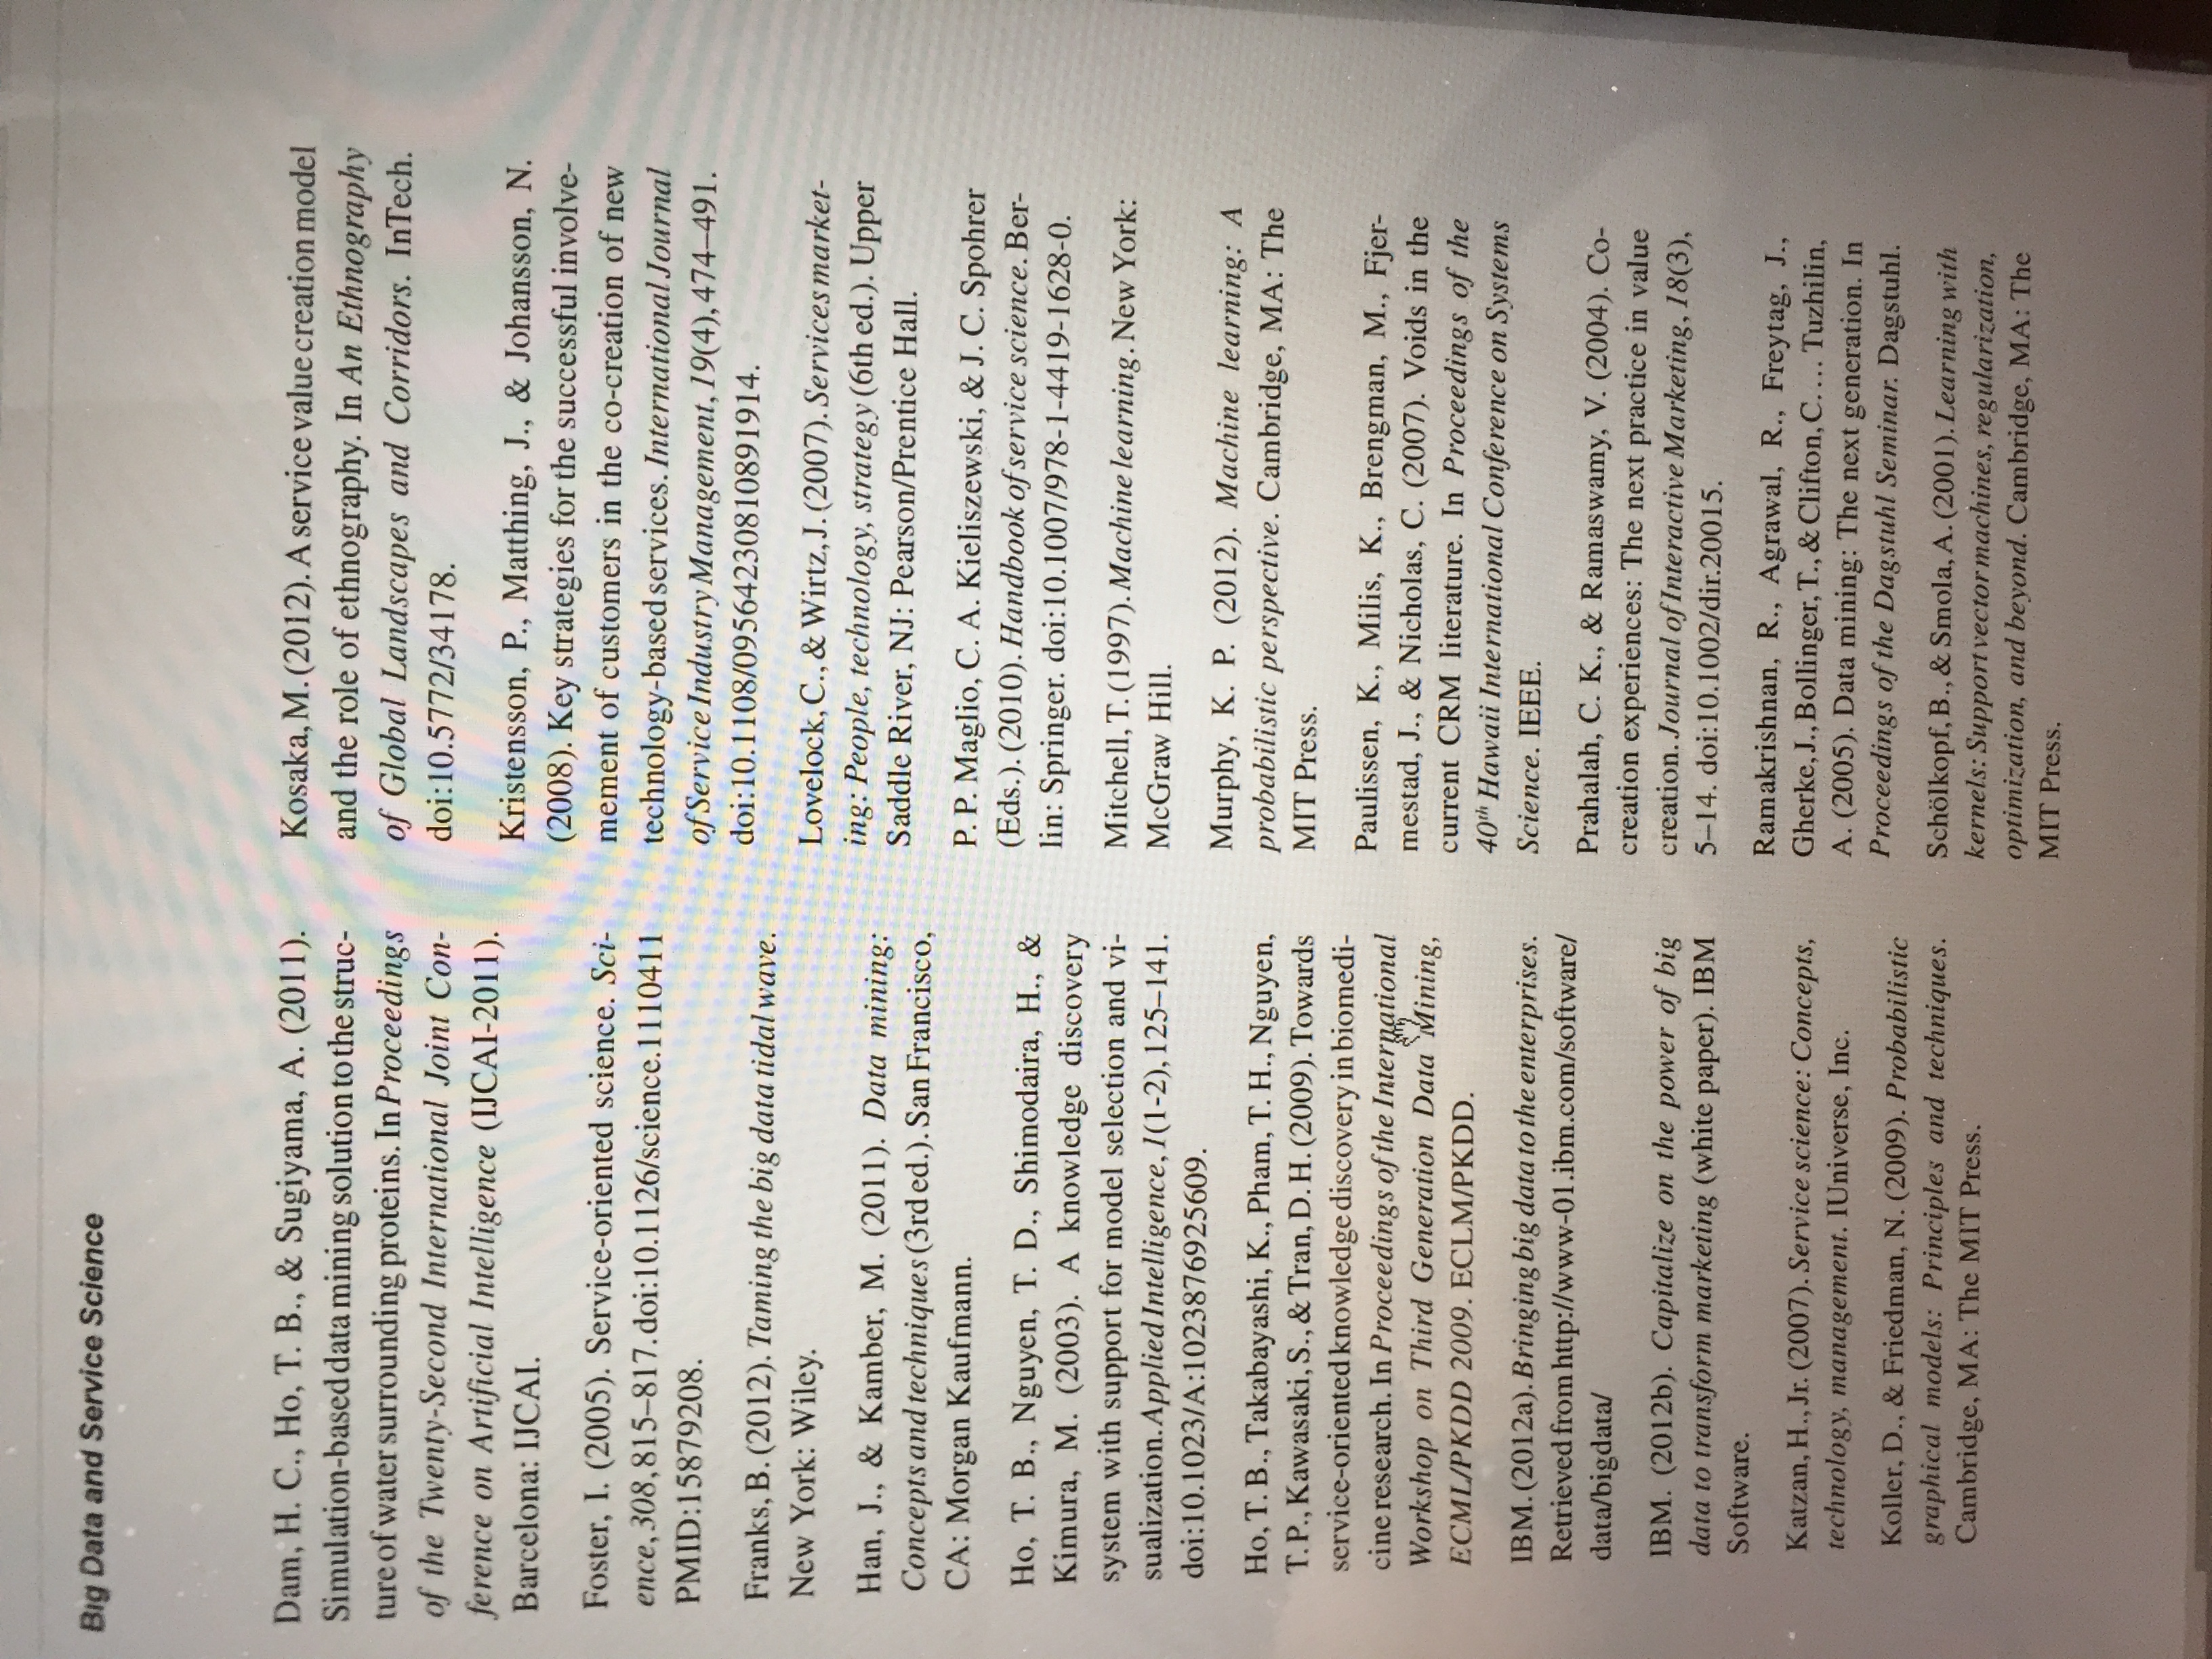 Big Data and Service Science
Dam, H. C., Ho, T. B., & Sugiyama, A. (2011).
Simulation-based data mining solution to the struc-
ture of water surrounding proteins. In Proceedings
of the Twenty-Second International Joint Con-
ference on Artificial Intelligence (IJCAI-2011).
Barcelona: IJCAI.
Foster, I. (2005). Service-oriented science. Sci-
ence, 308, 815–817. doi:10.1126/science.1110411
PMID:15879208.
Franks, B. (2012). Taming the big data tidal wave.
New York: Wiley.
Han, J., & Kamber, M. (2011). Data mining:
Concepts and techniques (3rd ed.). San Francisco,
CA: Morgan Kaufmann.
Ho, T. B., Nguyen, T. D., Shimodaira, H., &
Kimura, M. (2003). A knowledge discovery
system with support for model selection and vi-
sualization. Applied Intelligence, 1(1-2), 125–141.
doi:10.1023/A:1023876925609.
Ho, T. B., Takabayashi, K., Pham, T. H., Nguyen,
T. P., Kawasaki, S., & Tran, D. H. (2009). Towards
service-oriented knowledge discovery in biomedi-
cine research. In Proceedings of the International
Workshop on Third Generation Data Mining,
ECML/PKDD 2009. ECLM/PKDD.
IBM. (2012a). Bringing big data to the enterprises.
Retrieved from http://www-01.ibm.com/software/
data/bigdata/
IBM. (2012b). Capitalize on the power of big
data to transform marketing (white paper). IBM
Software.
Katzan, H., Jr. (2007). Service science: Concepts,
technology, management. IUniverse, Inc.
Koller, D., & Friedman, N. (2009). Probabilistic
graphical models: Principles and techniques.
Cambridge, MA: The MIT Press.
Kosaka, M. (2012). A service value creation model
and the role of ethnography. In An Ethnography
of Global Landscapes and Corridors. InTech.
doi:10.5772/34178.
Kristensson, P., Matthing, J., & Johansson, N.
(2008). Key strategies for the successful involve-
mement of customers in the co-creation of new
technology-based services. International Journal
of Service Industry Management, 19(4), 474–491.
doi:10.1108/09564230810891914.
Lovelock, C., & Wirtz, J. (2007). Services market-
ing: People, technology, strategy (6th ed.). Upper
Saddle River, NJ: Pearson/Prentice Hall.
P. P. Maglio, C. A. Kieliszewski, & J. C. Spohrer
(Eds.). (2010). Handbook of service science. Ber-
lin: Springer. doi:10.1007/978-1-4419-1628-0.
Mitchell, T. (1997). Machine learning. New York:
McGraw Hill.
Murphy, K. P. (2012). Machine learning: A
probabilistic perspective. Cambridge, MA: The
MIT Press.
Paulissen, K., Milis, K., Brengman, M., Fjer-
mestad, J., & Nicholas, C. (2007). Voids in the
current CRM literature. In Proceedings of the
40th Hawaii International Conference on Systems
Science. IEEE.
Prahalah, C. K., & Ramaswamy, V. (2004). Co-
creation experiences: The next practice in value
creation. Journal of Interactive Marketing, 18(3),
5–14. doi:10.1002/dir.20015.
Ramakrishnan, R., Agrawal, R., Freytag, J.,
Gherke, J., Bollinger, T., & Clifton, C.... Tuzhilin,
A. (2005). Data mining: The next generation. In
Proceedings of the Dagstuhl Seminar. Dagstuhl.
Schölkopf, B., & Smola, A. (2001). Learning with
kernels: Support vector machines, regularization,
optimization, and beyond. Cambridge, MA: The
MIT Press.